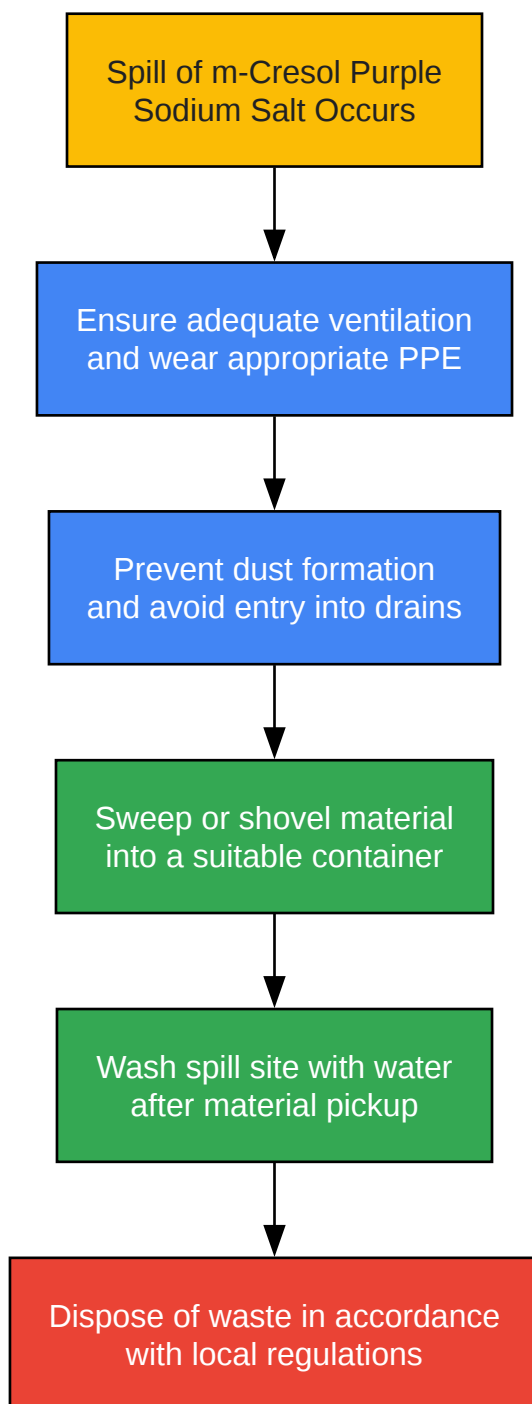 Spill of m-Cresol Purple
Sodium Salt Occurs
Ensure adequate ventilation
and wear appropriate PPE
Prevent dust formation
and avoid entry into drains
Sweep or shovel material
into a suitable container
Wash spill site with water
after material pickup
Dispose of waste in accordance
with local regulations